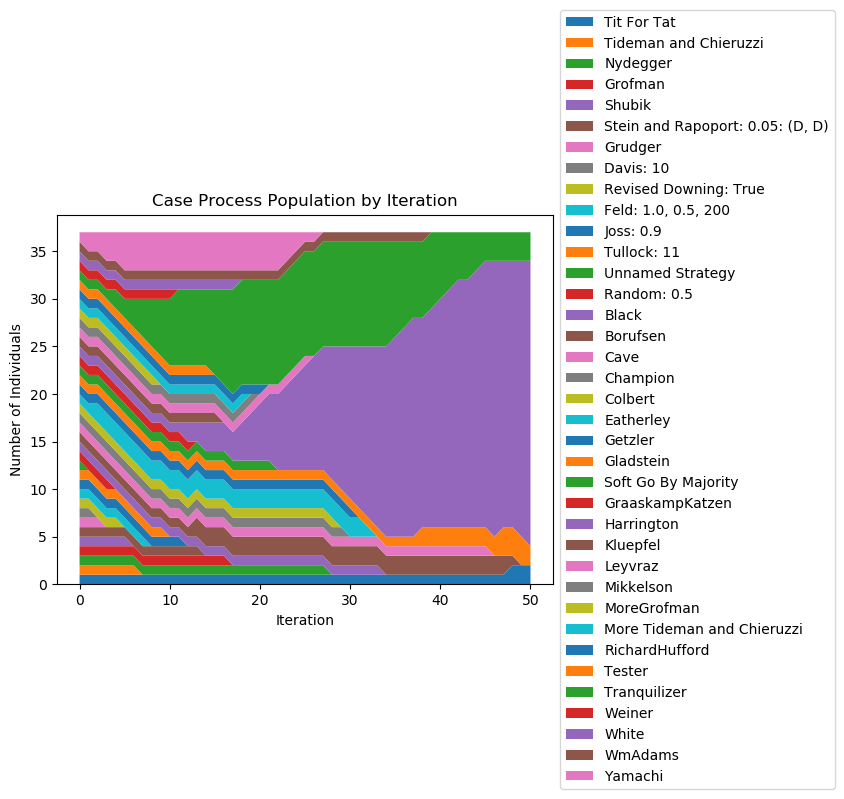 Case Process Population by Iteration
Number of Individuals
35
30
25
20
15
10
5
0
0 10 20 30 40 50
Iteration
Tit For Tat
Tideman and Chieruzzi
Nydegger
Grofman
Shubik
Stein and Rapoport: 0.05: (D, D)
Grudger
Davis: 10
Revised Downing: True
Feld: 1.0, 0.5, 200
Joss: 0.9
Tullock: 11
Unnamed Strategy
Random: 0.5
Black
Borufsen
Cave
Champion
Colbert
Eatherley
Getzler
Gladstein
Soft Go By Majority
GraaskampKatzen
Harrington
Kluepfel
Leyvraz
Mikkelson
MoreGrofman
More Tideman and Chieruzzi
RichardHufford
Tester
Tranquilizer
Weiner
White
WmAdams
Yamachi